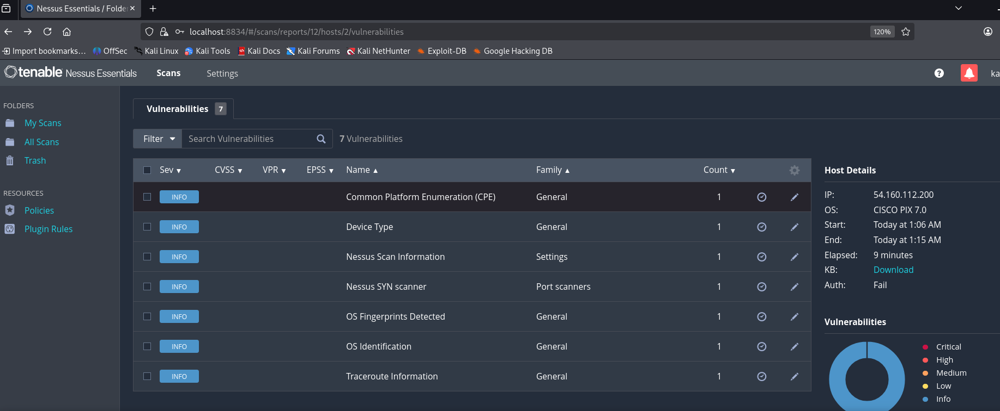 Nessus Essentials / Folde
localhost:8834/#/scans/reports/12/hosts/2/vulnerabilities
120%
Import bookmarks... OffSec Kali Linux Kali Tools Kali Docs Kali Forums Kali NetHunter Exploit-DB Google Hacking DB
tenable Nessus Essentials Scans Settings ka
FOLDERS
My Scans
All Scans
Trash
RESOURCES
Policies
Plugin Rules
Vulnerabilities 7
Filter Search Vulnerabilities 7 Vulnerabilities
Sev CVSS VPR EPSS Name Family Count
INFO Common Platform Enumeration (CPE) General 1
INFO Device Type General 1
INFO Nessus Scan Information Settings 1
INFO Nessus SYN scanner Port scanners 1
INFO OS Fingerprints Detected General 1
INFO OS Identification General 1
INFO Traceroute Information General 1
Host Details
IP: 54.160.112.200
OS: CISCO PIX 7.0
Start: Today at 1:06 AM
End: Today at 1:15 AM
Elapsed: 9 minutes
KB: Download
Auth: Fail
Vulnerabilities
Critical
High
Medium
Low
Info